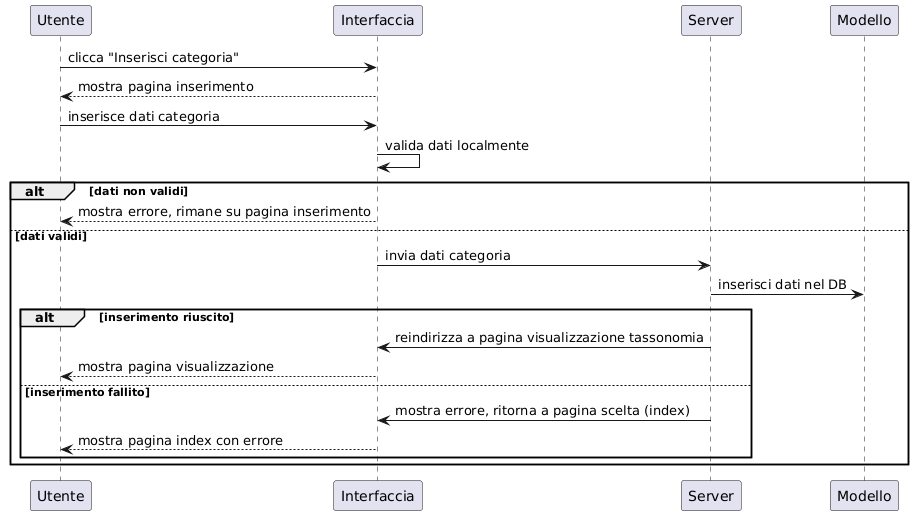 Utente Interfaccia Server Modello
clicca "Inserisci categoria"
mostra pagina inserimento
inserisce dati categoria
valida dati localmente
alt [dati non validi]
mostra errore, rimane su pagina inserimento
[dati validi]
invia dati categoria
inserisci dati nel DB
alt [inserimento riuscito]
reindirizza a pagina visualizzazione tassonomia
mostra pagina visualizzazione
[inserimento fallito]
mostra errore, ritorna a pagina scelta (index)
mostra pagina index con errore
Utente Interfaccia Server Modello